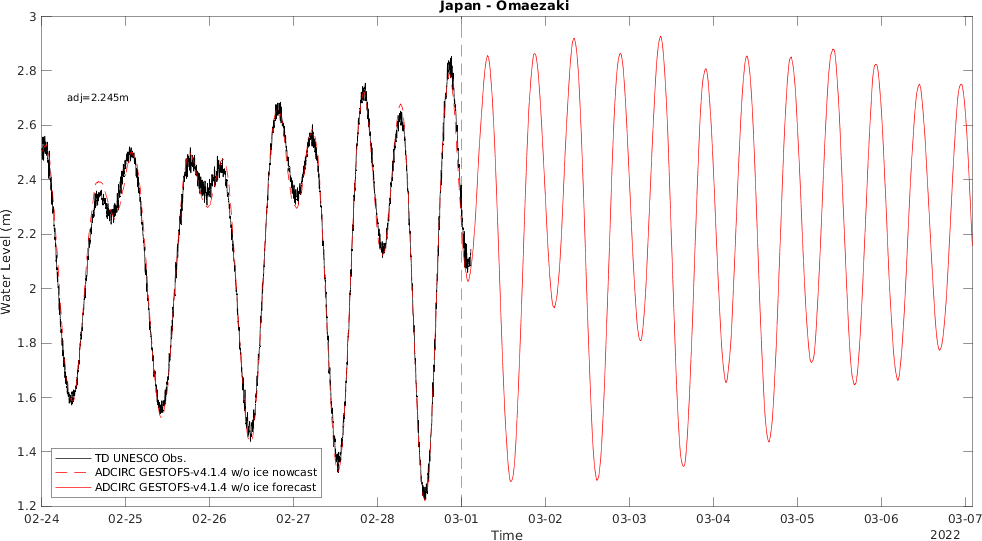 Japan - Omaezaki
3
2.8
adj=2.245m
2.6
2.4
2.2
Water Level (m)
2
1.8
1.6
1.4
1.2
TD UNESCO Obs.
ADCIRC GESTOFS-v4.1.4 w/o ice nowcast
ADCIRC GESTOFS-v4.1.4 w/o ice forecast
02-24 02-25 02-26 02-27 02-28 03-01 03-02 03-03 03-04 03-05 03-06 03-07
Time
2022